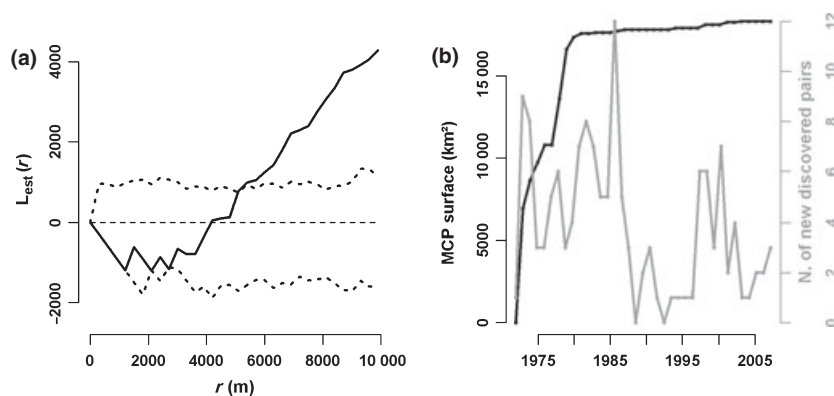 (a)
L est (r)
4000
2000
0
−2000
0 2000 4000 6000 8000 10 000
r (m)
(b)
MCP surface (km²)
15 000
10 000
5000
0
1975 1985 1995 2005
12
10
8
6
4
2
0
N. of new discovered pairs